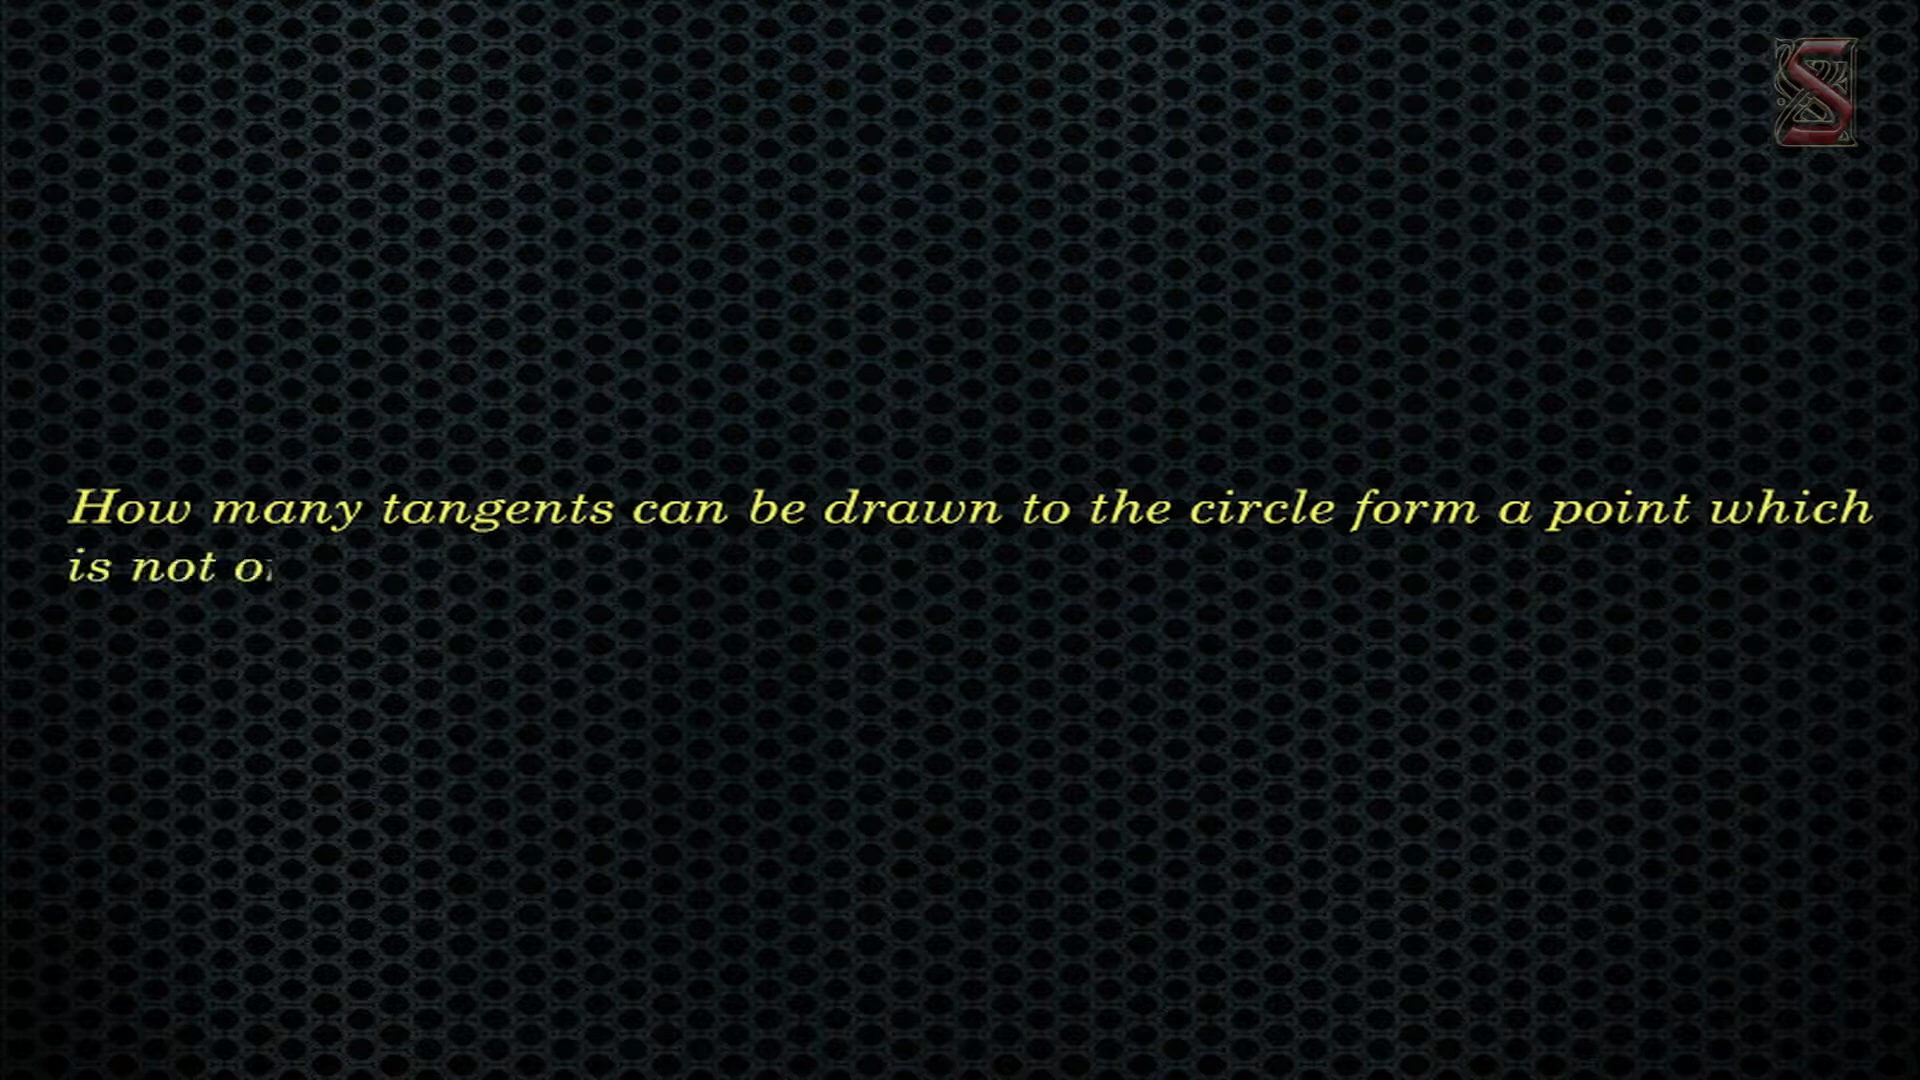 How many tangents can be drawn to the circle form a point which
is not
S